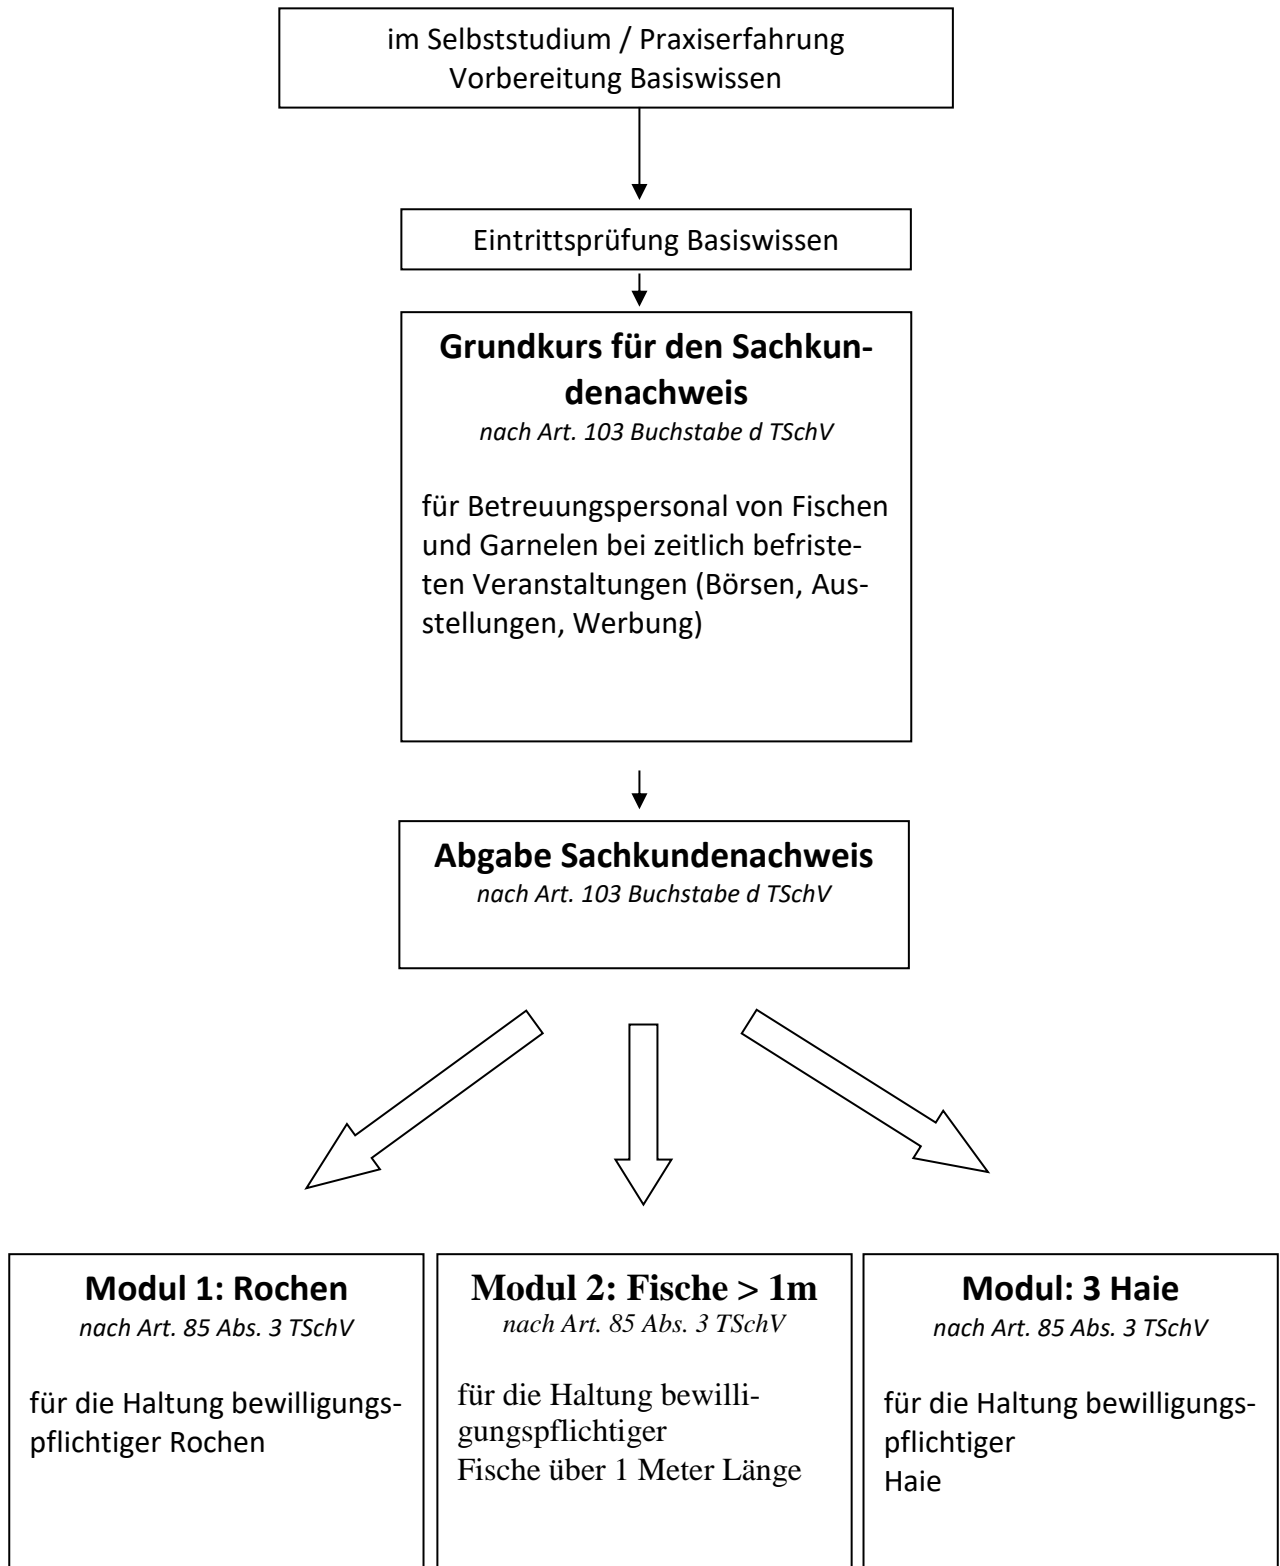 im Selbststudium / Praxiserfahrung
Vorbereitung Basiswissen
Eintrittsprüfung Basiswissen
Grundkurs für den Sachkun-
denachweis
nach Art. 103 Buchstabe d TSchV
für Betreuungspersonal von Fischen
und Garnelen bei zeitlich befriste-
ten Veranstaltungen (Börsen, Aus-
stellungen, Werbung)
Abgabe Sachkundenachweis
nach Art. 103 Buchstabe d TSchV
Modul 1: Rochen
nach Art. 85 Abs. 3 TSchV
für die Haltung bewilligungs-
pflichtiger Rochen
Modul 2: Fische > 1m
nach Art. 85 Abs. 3 TSchV
für die Haltung bewilli-
gungspflichtiger
Fische über 1 Meter Länge
Modul: 3 Haie
nach Art. 85 Abs. 3 TSchV
für die Haltung bewilligungs-
pflichtiger
Haie